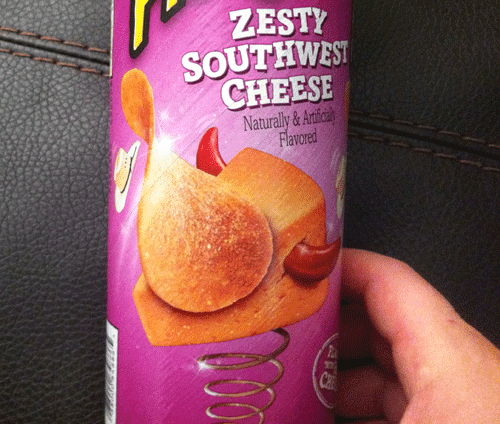 ZESTY
SOUTHWEST
CHEESE
Naturally & Artificially
Flavored